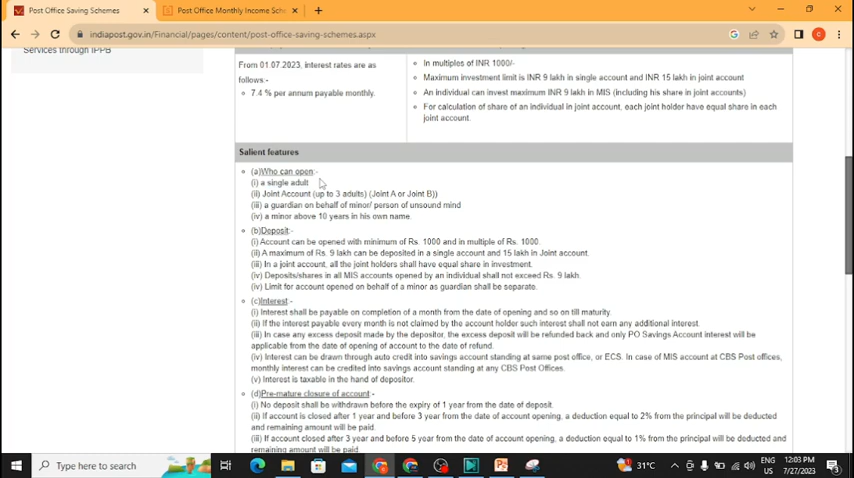 Post Office Saving Schemes
Post Office Monthly Income Sch
indiapost.gov.in/Financial/pages/content/post-office-saving-schemes.aspx
Services through IPPB
From 01.07.2023, interest rates are as
follows:-
7.4 % per annum payable monthly.
In multiples of INR 1000/-
Maximum investment limit is INR 9 lakh in single account and INR 15 lakh in joint account
An individual can invest maximum INR 9 lakh in MIS (including his share in joint accounts)
For calculation of share of an individual in joint account, each joint holder have equal share in each
joint account.
Salient features
(a)Who can open:-
(i) a single adult
(ii) Joint Account (up to 3 adults) (Joint A or Joint B))
(iii) a guardian on behalf of minor/ person of unsound mind
(iv) a minor above 10 years in his own name
(b)Deposit:-
(i) Account can be opened with minimum of Rs. 1000 and in multiple of Rs. 1000.
(ii) A maximum of Rs. 9 lakh can be deposited in a single account and 15 lakh in Joint account.
(iii) In a joint account, all the joint holders shall have equal share in investment.
(iv) Deposits/shares in all MIS accounts opened by an individual shall not exceed Rs. 9 lakh.
(iv) Limit for account opened on behalf of a minor as guardian shall be separate.
(c)Interest:-
(i) Interest shall be payable on completion of a month from the date of opening and so on till maturity.
(ii) If the interest payable every month is not claimed by the account holder such interest shall not earn any additional interest.
(iii) In case any excess deposit made by the depositor, the excess deposit will be refunded back and only PO Savings Account interest will be
applicable from the date of opening of account to the date of refund.
(iv) Interest can be drawn through auto credit into savings account standing at same post office, or ECS. In case of MIS account at CBS Post offices,
monthly interest can be credited into savings account standing at any CBS Post Offices.
(v) Interest is taxable in the hand of depositor.
(d)Pre-mature closure of account:-
(i) No deposit shall be withdrawn before the expiry of 1 year from the date of deposit.
(ii) If account is closed after 1 year and before 3 year from the date of account opening, a deduction equal to 2% from the principal will be deducted
and remaining amount will be paid.
(iii) If account closed after 3 year and before 5 year from the date of account opening, a deduction equal to 1% from the principal will be deducted and
remaining amount will be paid.
Type here to search
31°C
ENG
US
12:03 PM
7/27/2023